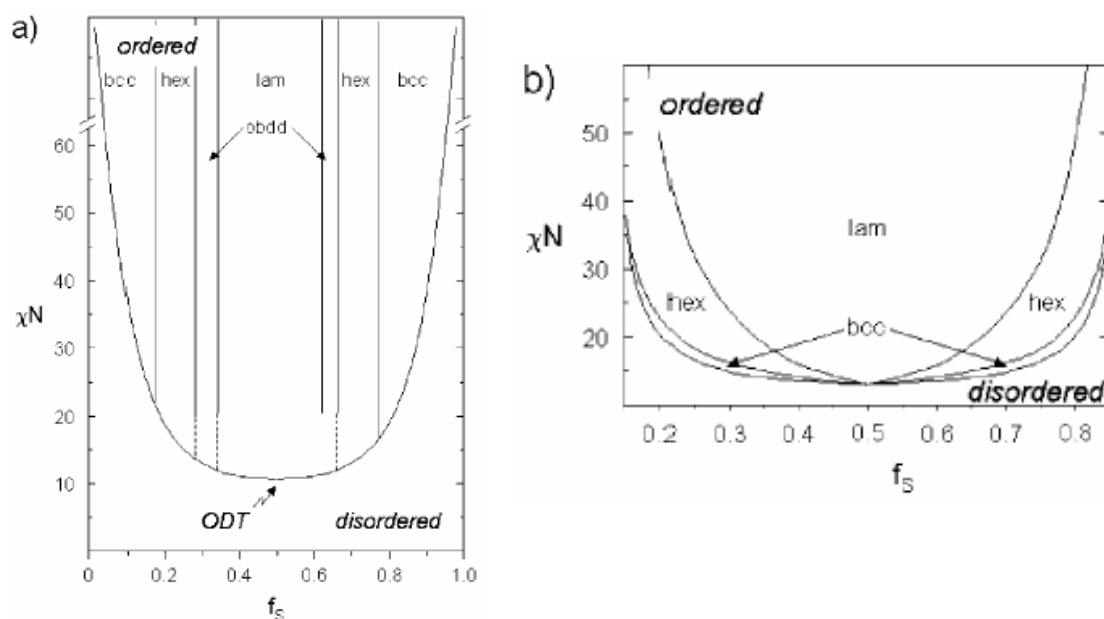 a)
ordered
bcc hex lam hex bcc
obdd
60
50
40
30
20
10
χN
ODT
disordered
0 0.2 0.4 0.6 0.8 1.0
fS
b)
ordered
50
40
30
20
χN
lam
hex
hex
bcc
disordered
0.2 0.3 0.4 0.5 0.6 0.7 0.8
fS